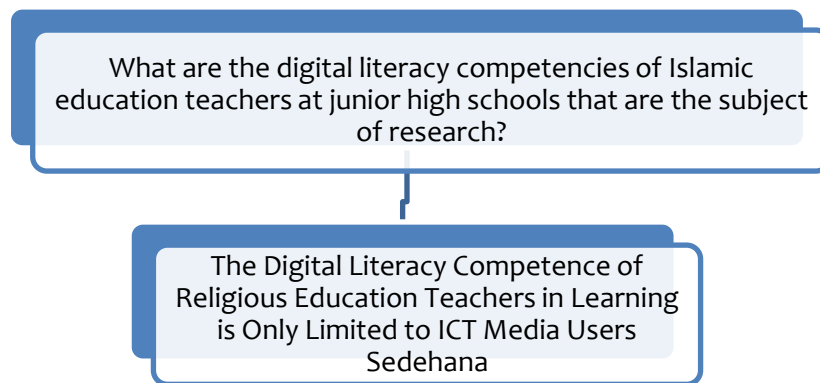 What are the digital literacy competencies of Islamic
education teachers at junior high schools that are the subject
of research?
The Digital Literacy Competence of
Religious Education Teachers in Learning
is Only Limited to ICT Media Users
Sedehana